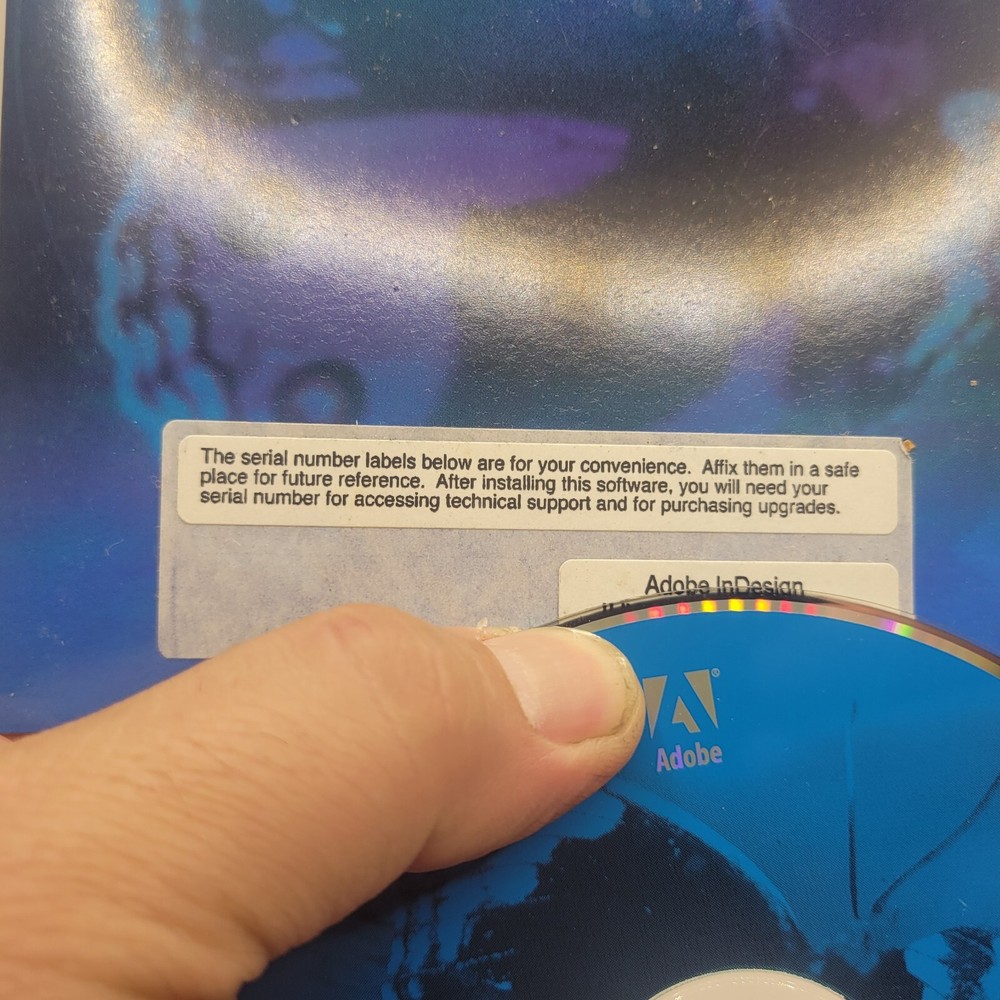 The serial number labels below are for your convenience. Affix them in a safe
place for future reference. After installing this software, you will need your
serial number for accessing technical support and for purchasing upgrades.
Adobe InDesign
Adobe